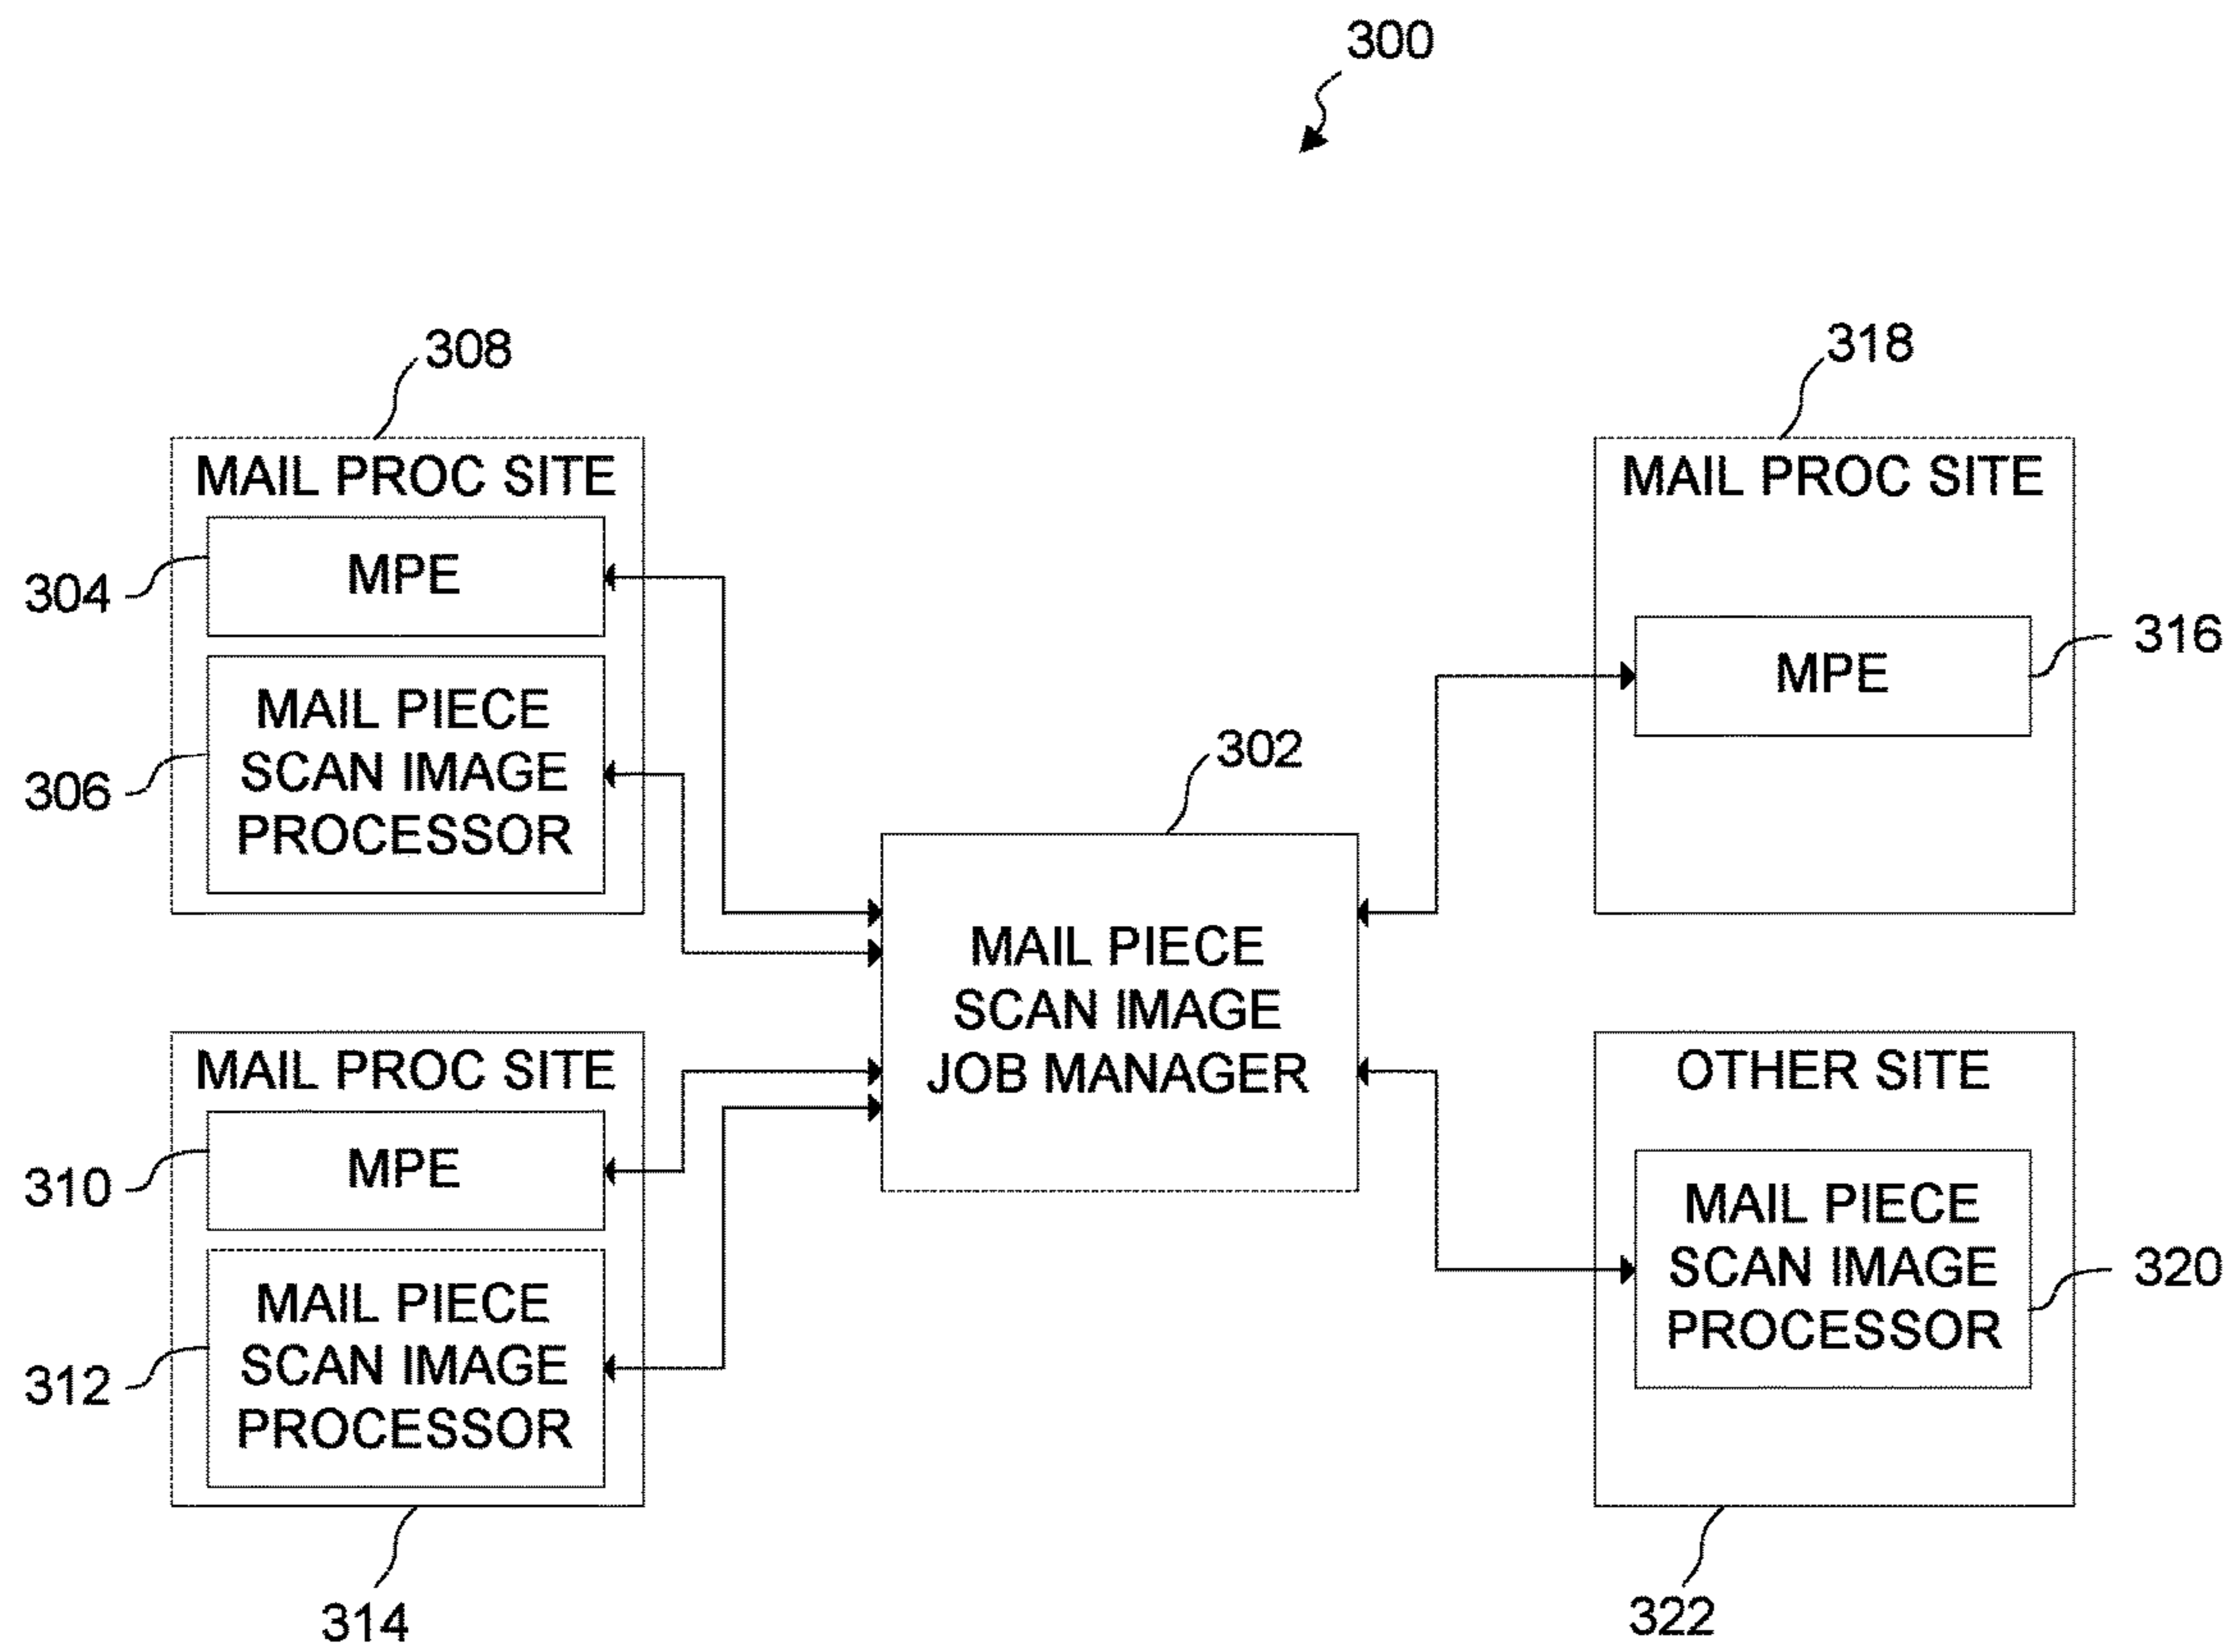 300
308
MAIL PROC SITE
304
MPE
306
MAIL PIECE
SCAN IMAGE
PROCESSOR
MAIL PROC SITE
310
MPE
312
MAIL PIECE
SCAN IMAGE
PROCESSOR
314
302
MAIL PIECE
SCAN IMAGE
JOB MANAGER
318
MAIL PROC SITE
MPE
316
OTHER SITE
MAIL PIECE
SCAN IMAGE
PROCESSOR
320
322